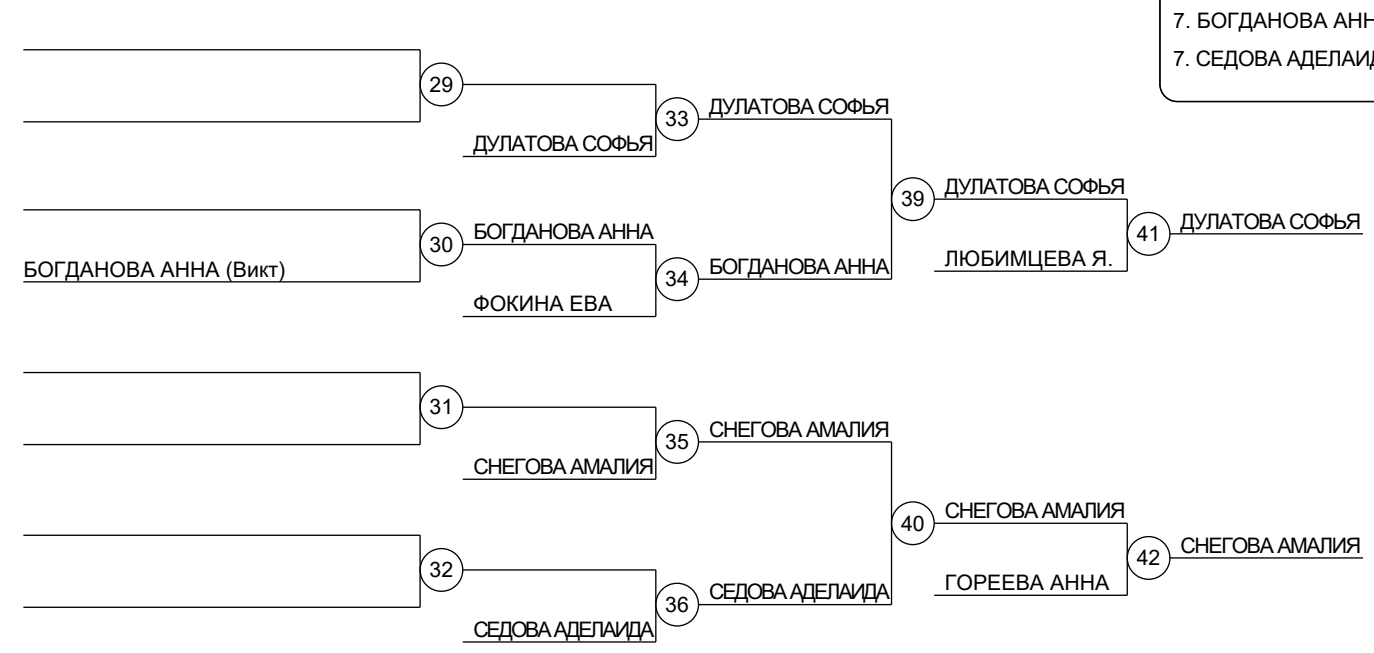 7. БОГДАНОВА АНН
7. СЕДОВА АДЕЛАИД
29
33
ДУЛАТОВА СОФЬЯ
ДУЛАТОВА СОФЬЯ
39
ДУЛАТОВА СОФЬЯ
41
ДУЛАТОВА СОФЬЯ
30
БОГДАНОВА АННА
БОГДАНОВА АННА (Викт)
34
БОГДАНОВА АННА
ЛЮБИМЦЕВА Я.
ФОКИНА ЕВА
31
35
СНЕГОВА АМАЛИЯ
СНЕГОВА АМАЛИЯ
40
СНЕГОВА АМАЛИЯ
42
СНЕГОВА АМАЛИЯ
32
36
СЕДОВА АДЕЛАИДА
ГОРЕЕВА АННА
СЕДОВА АДЕЛАИДА